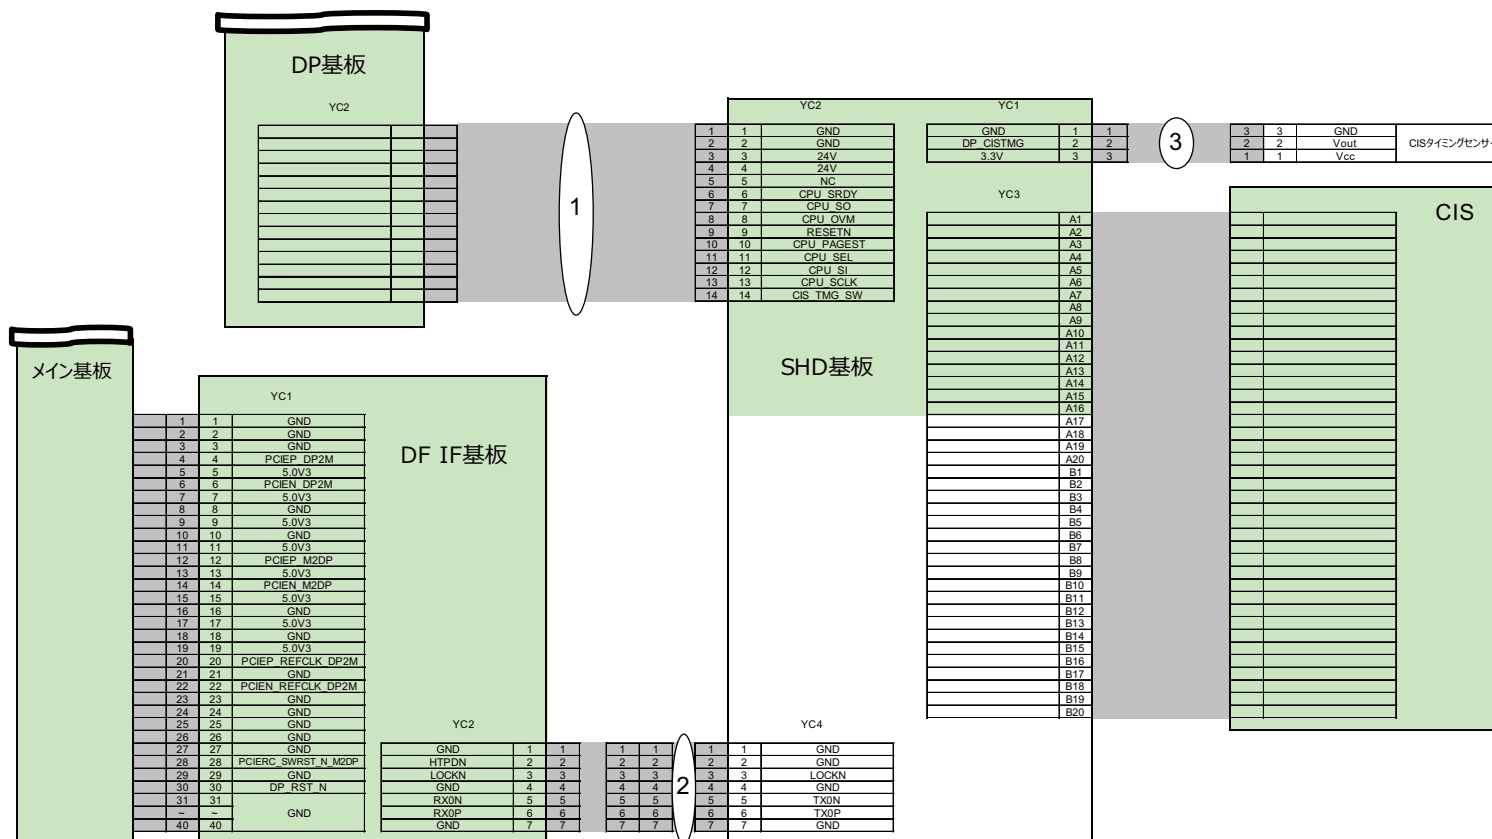 DP基板
YC2
1
YC2
1 1 GND
2 2 GND
3 3 24V
4 4 24V
5 5 NC
6 6 CPU_SRDY
7 7 CPU_SO
8 8 CPU_OVM
9 9 RESETN
10 10 CPU_PAGEST
11 11 CPU_SEL
12 12 CPU_SI
13 13 CPU_SCLK
14 14 CIS_TMG_SW
SHD基板
YC1
GND 1 1
DP_CISTMG 2 2
3.3V 3 3
3
3 3 GND
2 2 Vout
1 1 Vcc
CISタイミングセンサー
YC3
A1
A2
A3
A4
A5
A6
A7
A8
A9
A10
A11
A12
A13
A14
A15
A16
A17
A18
A19
A20
B1
B2
B3
B4
B5
B6
B7
B8
B9
B10
B11
B12
B13
B14
B15
B16
B17
B18
B19
B20
CIS
メイン基板
DF IF基板
YC1
1 1 GND
2 2 GND
3 3 GND
4 4 PCIEP_DP2M
5 5 5.0V3
6 6 PCIEN_DP2M
7 7 5.0V3
8 8 GND
9 9 5.0V3
10 10 GND
11 11 5.0V3
12 12 PCIEP_M2DP
13 13 5.0V3
14 14 PCIEN_M2DP
15 15 5.0V3
16 16 GND
17 17 5.0V3
18 18 GND
19 19 5.0V3
20 20 PCIEP_REFCLK_DP2M
21 21 GND
22 22 PCIEN_REFCLK_DP2M
23 23 GND
24 24 GND
25 25 GND
26 26 GND
27 27 GND
28 28 PCIERC_SWRST_N_M2DP
29 29 GND
30 30 DP_RST_N
31 31
~ ~ GND
40 40
YC2
GND 1 1 1 1
HTPDN 2 2 2 2
LOCKN 3 3 3 3
GND 4 4 4 4
RX0N 5 5 5 5
RX0P 6 6 6 6
GND 7 7 7 7
2
YC4
1 1 GND
2 2 GND
3 3 LOCKN
4 4 GND
5 5 TX0N
6 6 TX0P
7 7 GND